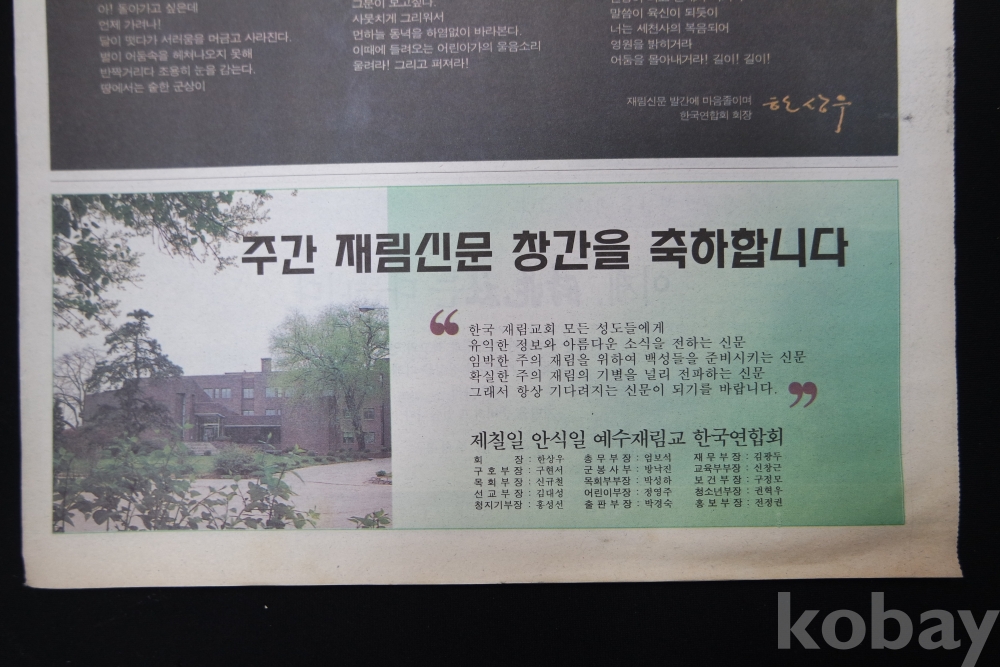 아! 돌아가고 싶은데
언제 가려나!
달이 떳다가 서러움을 머금고 사라진다.
별이 어둠속을 헤쳐나오지 못해
반짝거리다 조용히 눈을 감는다.
땅에서는 숱한 군상이
그분이 보고싶다.
사뭇치게 그리워서
먼하늘 동녘을 하염없이 바라본다.
이때에 들려오는 어린아가의 울음소리
울려라! 그리고 퍼져라!
말씀이 육신이 되듯이
너는 세천사의 복음되어
영원을 밝히거라
어둠을 몰아내거라! 길이! 길이!
재림신문 발간에 마음졸이며
한국연합회 회장 한상우
주간 재림신문 창간을 축하합니다
“ 한국 재림교회 모든 성도들에게
유익한 정보와 아름다운 소식을 전하는 신문
임박한 주의 재림을 위하여 백성들을 준비시키는 신문
확실한 주의 재림의 기별을 널리 전파하는 신문
그래서 항상 기다려지는 신문이 되기를 바랍니다. ”
제칠일 안식일 예수재림교 한국연합회
회 장 : 한상우 총무부장 : 엄보석 재무부장 : 김광두
구호부장 : 구현서 군봉사부 : 방낙진 교육부부장 : 신장근
목회부장 : 신규철 목회부부장 : 박성하 보건부장 : 구정모
선교부장 : 김대성 어린이부장 : 장영주 청소년부장 : 권혁우
청지기부장 : 홍성선 출판부장 : 박경숙 홍보부장 : 전정권
kobay